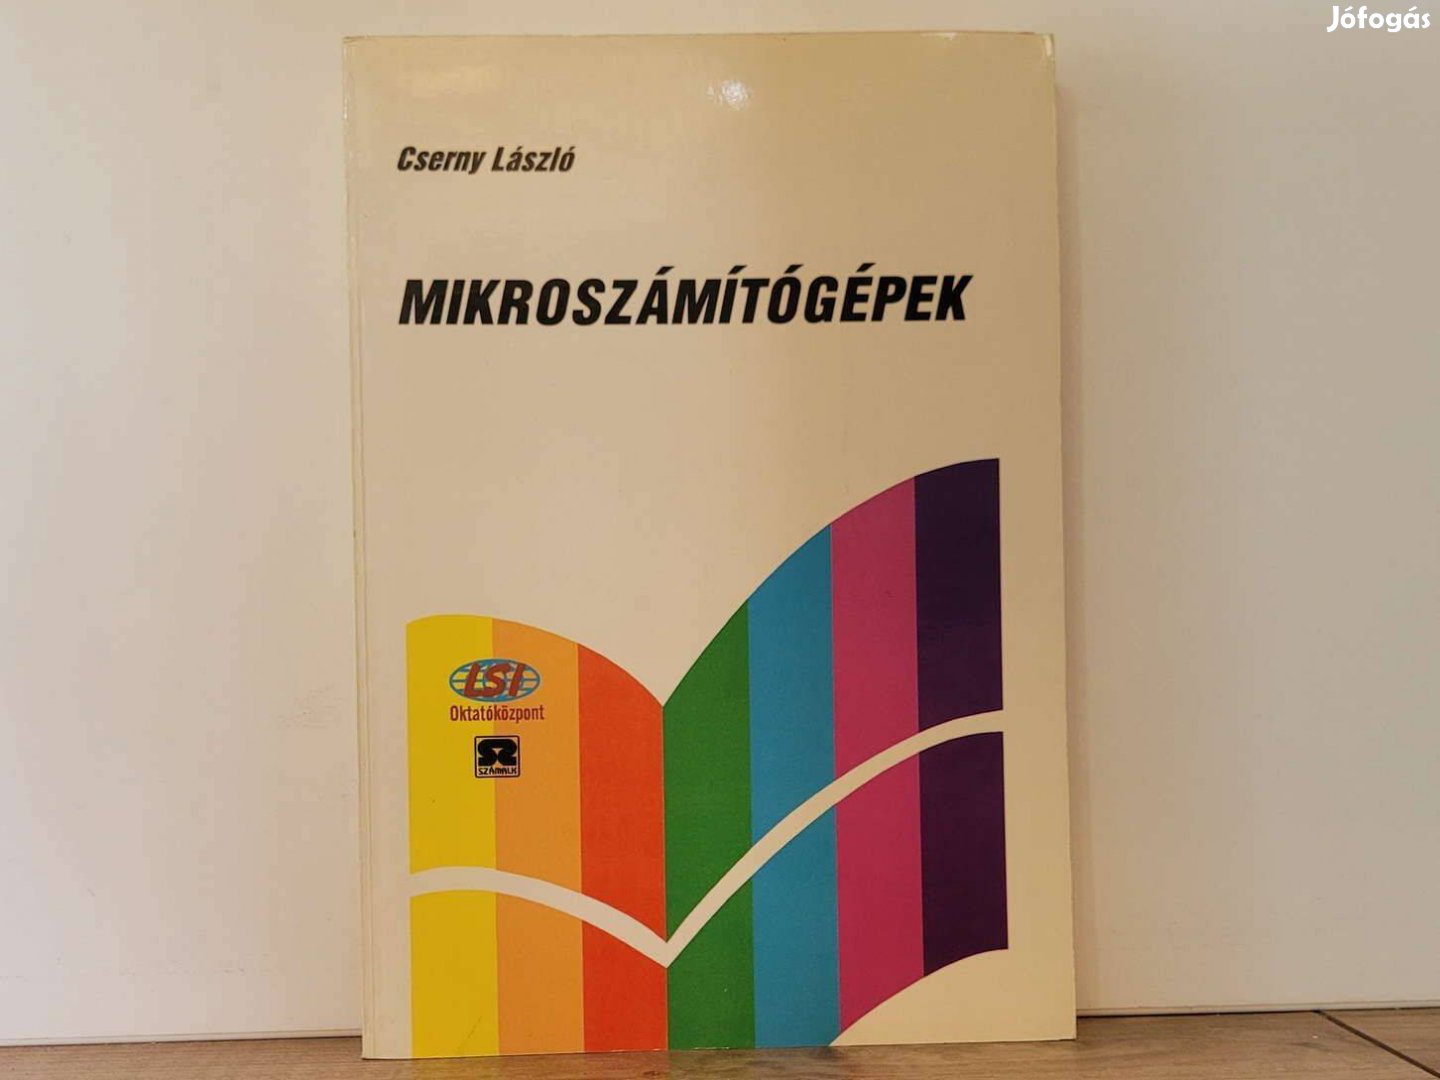 Jófogás
Cserny László
MIKROSZÁMÍTÓGÉPEK
LSI
Oktatóközpont
SZÁMALK